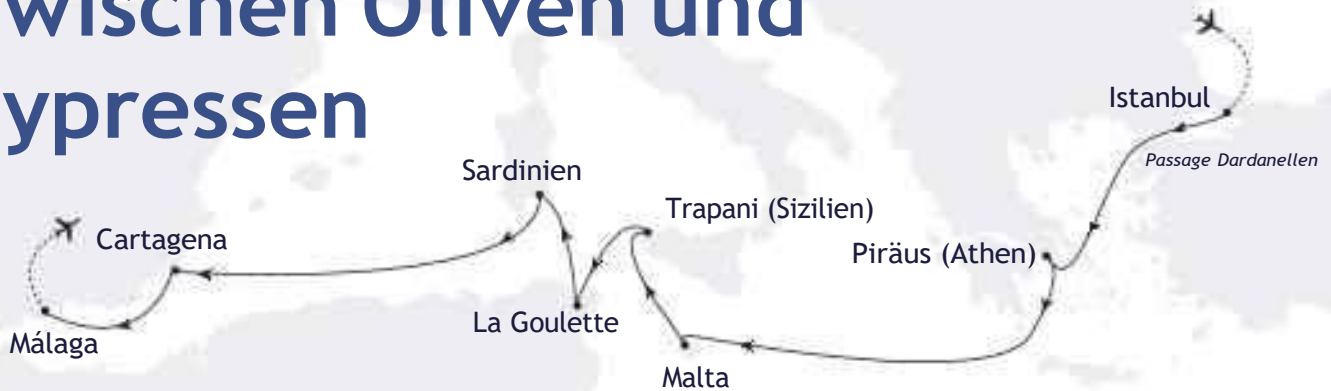 wischen Oliven und
ypressen
Istanbul
Passage Dardanellen
Sardinien
Trapani (Sizilien)
Cartagena
Piräus (Athen)
La Goulette
Málaga
Malta